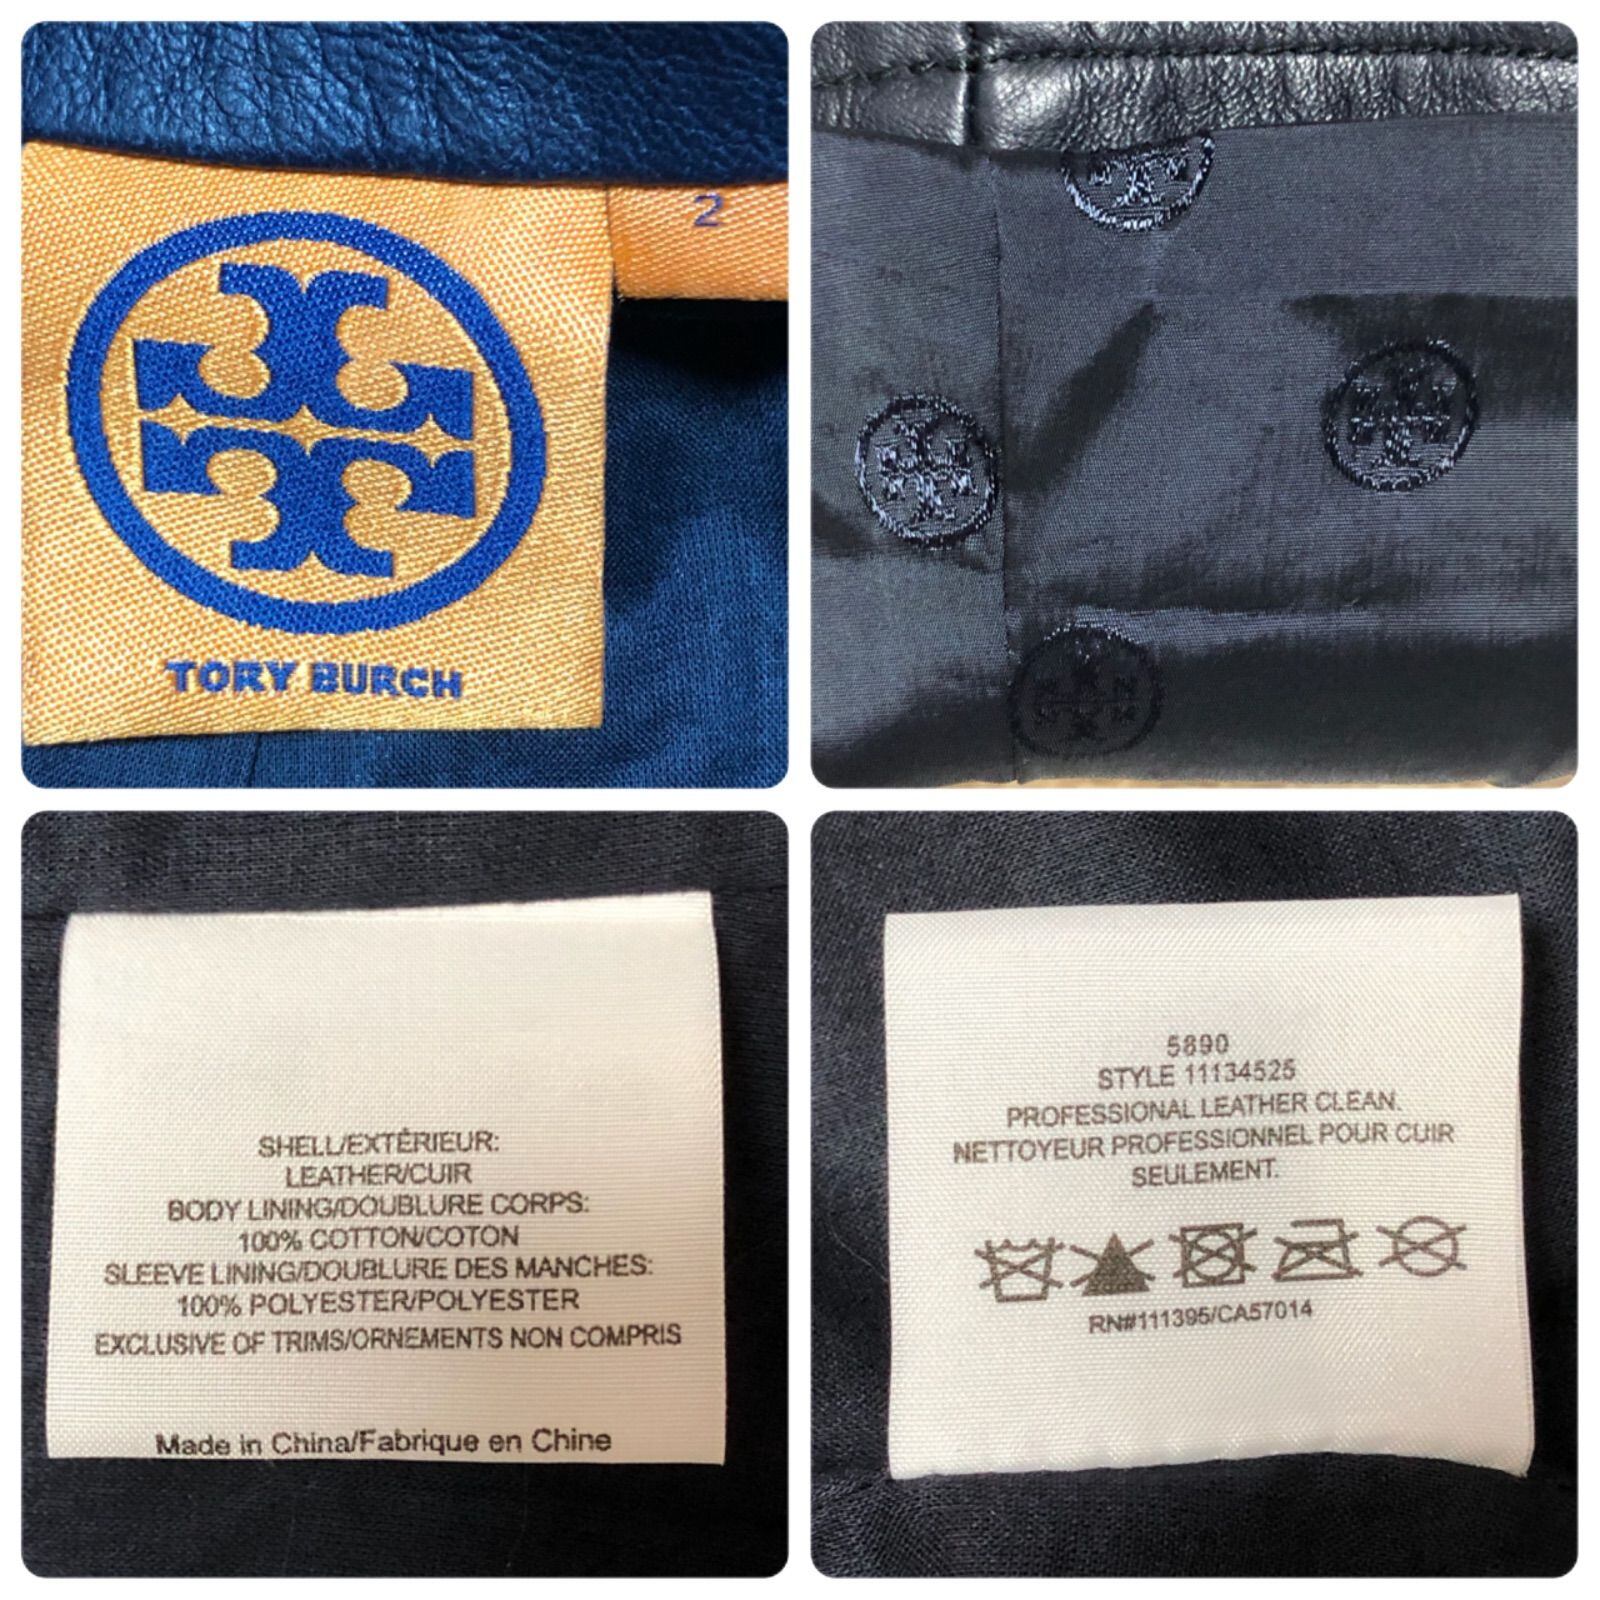 2
TORY BURCH
SHELL/EXTÉRIEUR:
LEATHER/CUIR
BODY LINING/DOUBLURE CORPS:
100% COTTON/COTON
SLEEVE LINING/DOUBLURE DES MANCHES:
100% POLYESTER/POLYESTER
EXCLUSIVE OF TRIMS/ORNEMENTS NON COMPRIS
Made in China/Fabrique en Chine
5890
STYLE 11134525
PROFESSIONAL LEATHER CLEAN.
NETTOYEUR PROFESSIONNEL POUR CUIR
SEULEMENT.
RN#111395/CA57014